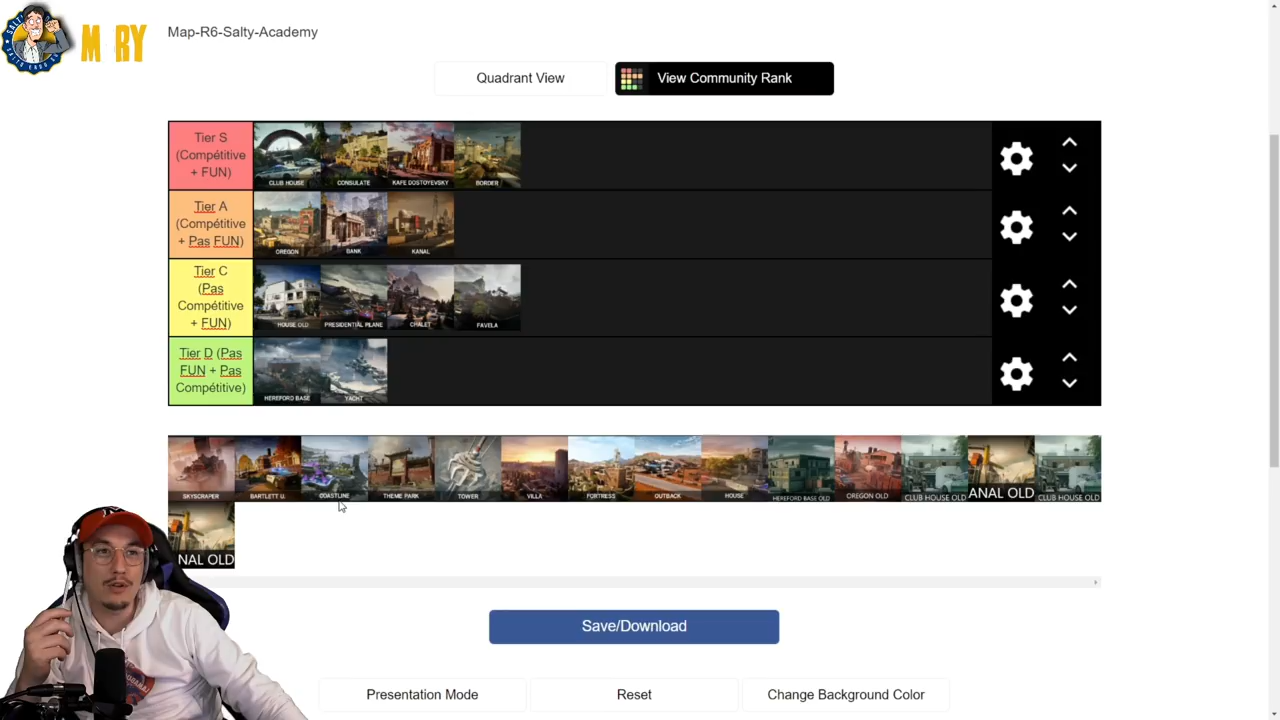 M RY
Map-R6-Salty-Academy
Quadrant View
View Community Rank
Tier S
(Compétitive
+ FUN)
CLUB HOUSE
CONSULATE
KAFE DOSTOYEVSKY
BORDER
Tier A
(Compétitive
+ Pas FUN)
OREGON
BANK
KANAL
Tier C
(Pas
Compétitive
+ FUN)
HOUSE OLD
PRESIDENTIAL PLANE
CHALET
FAVELA
Tier D (Pas
FUN + Pas
Compétitive)
HEREFORD BASE
YACHT
SKYSCRAPER
BARTLETT U.
COASTLINE
THEME PARK
TOWER
VILLA
FORTRESS
OUTBACK
HOUSE
HEREFORD BASE OLD
OREGON OLD
CLUB HOUSE OLD
ANAL OLD
CLUB HOUSE OLD
NAL OLD
Save/Download
Presentation Mode
Reset
Change Background Color